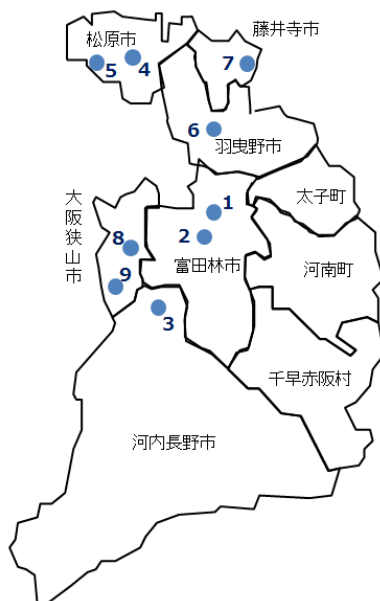 藤井寺市
松原市
5
4
7
6
羽曳野市
太子町
大阪狭山市
1
2
8
富田林市
河南町
9
3
千早赤阪村
河内長野市